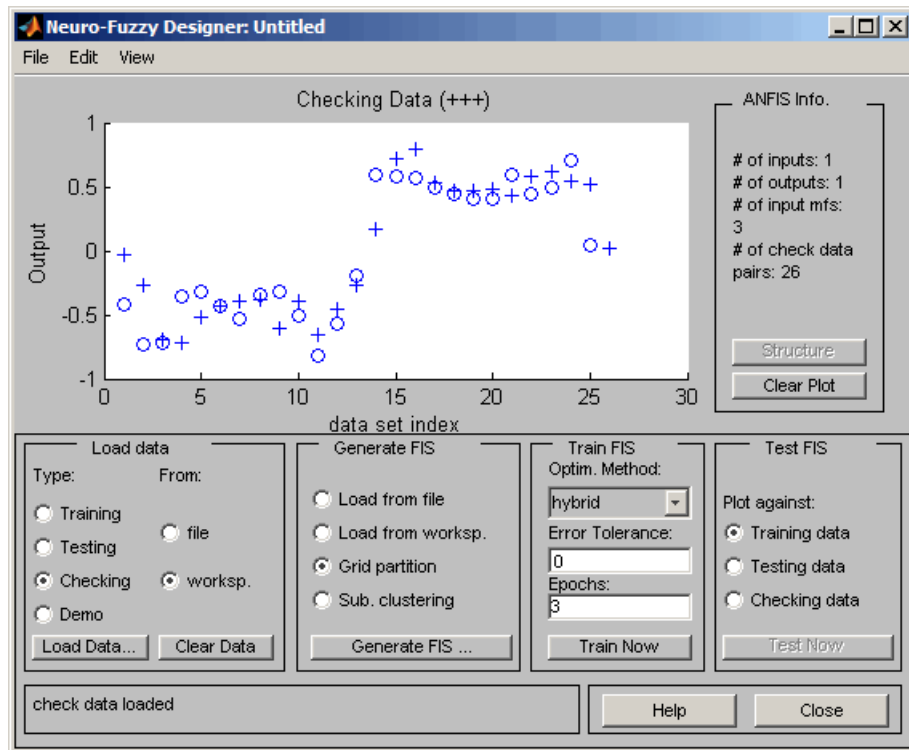 Neuro-Fuzzy Designer: Untitled
File Edit View
Checking Data (+++)
1
0.5
0
-0.5
-1
Output
0 5 10 15 20 25 30
data set index
ANFIS Info.
# of inputs: 1
# of outputs: 1
# of input mfs:
3
# of check data
pairs: 26
Structure
Clear Plot
Load data
Type: From:
Training
Testing
Checking
Demo
file
worksp.
Load Data... Clear Data
Generate FIS
Load from file
Load from worksp.
Grid partition
Sub. clustering
Generate FIS ...
Train FIS
Optim. Method:
hybrid
Error Tolerance:
0
Epochs:
3
Train Now
Test FIS
Plot against:
Training data
Testing data
Checking data
Test Now
check data loaded
Help Close